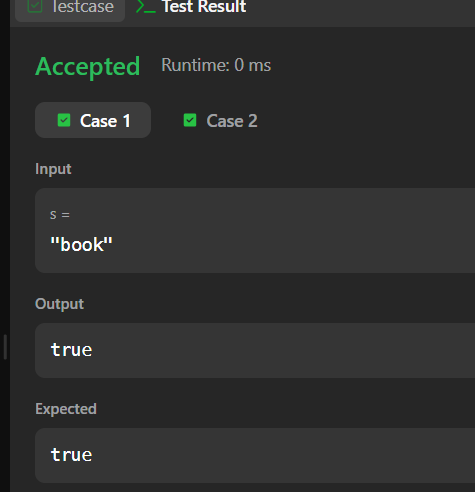 Testcase Test Result
Accepted Runtime: 0 ms
Case 1 Case 2
Input
s =
"book"
Output
true
Expected
true